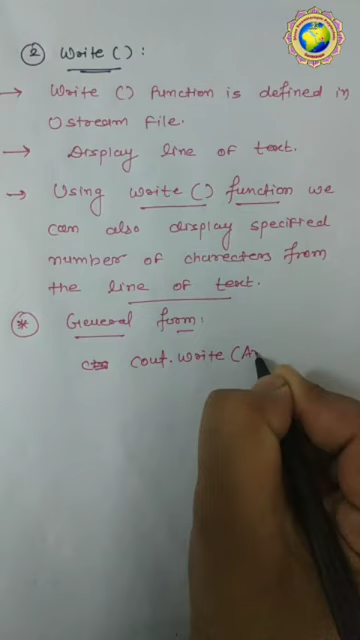 ② Write () :
→ Write () function is defined in
Ostream File.
→ Display line of text.
→ Using write () function we
can also display specified
number of charecters from
the line of text.
* General form:
cout. write (A